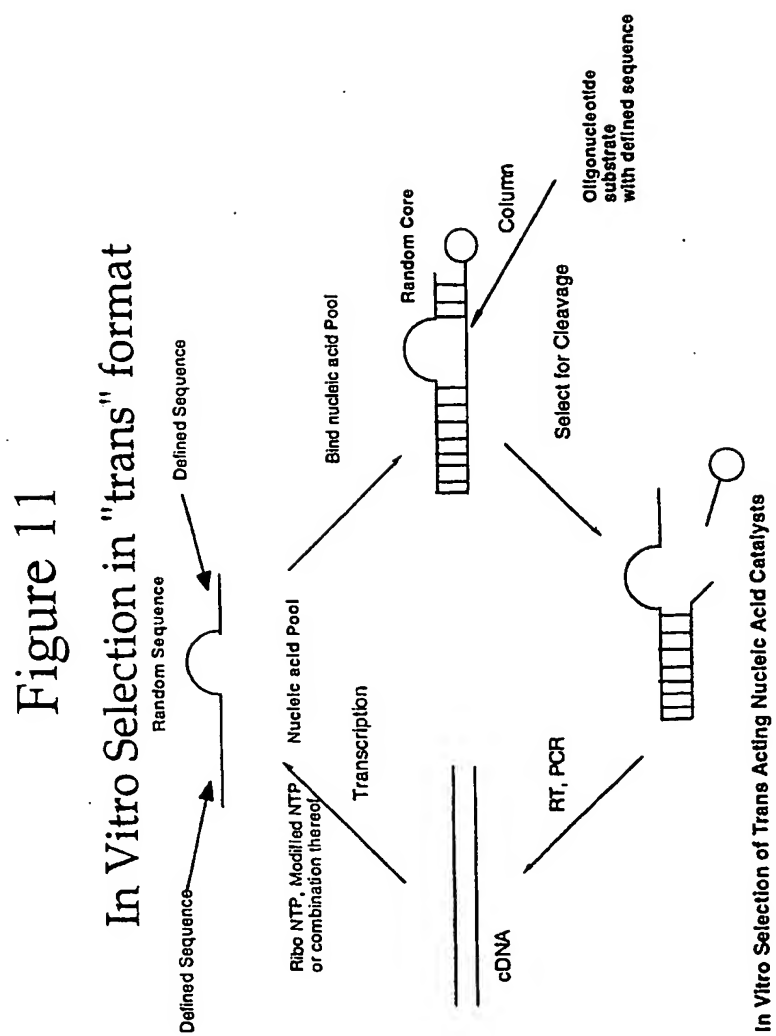 Figure 11
In Vitro Selection in "trans" format
Random Sequence
Defined Sequence
Defined Sequence
Nucleic acid Pool
Ribo NTP, Modified NTP
or combination thereof
Transcription
Bind nucleic acid Pool
Random Core
Column
Oligonucleotide
substrate
with defined sequence
Select for Cleavage
RT, PCR
cDNA
In Vitro Selection of Trans Acting Nucleic Acid Catalysts